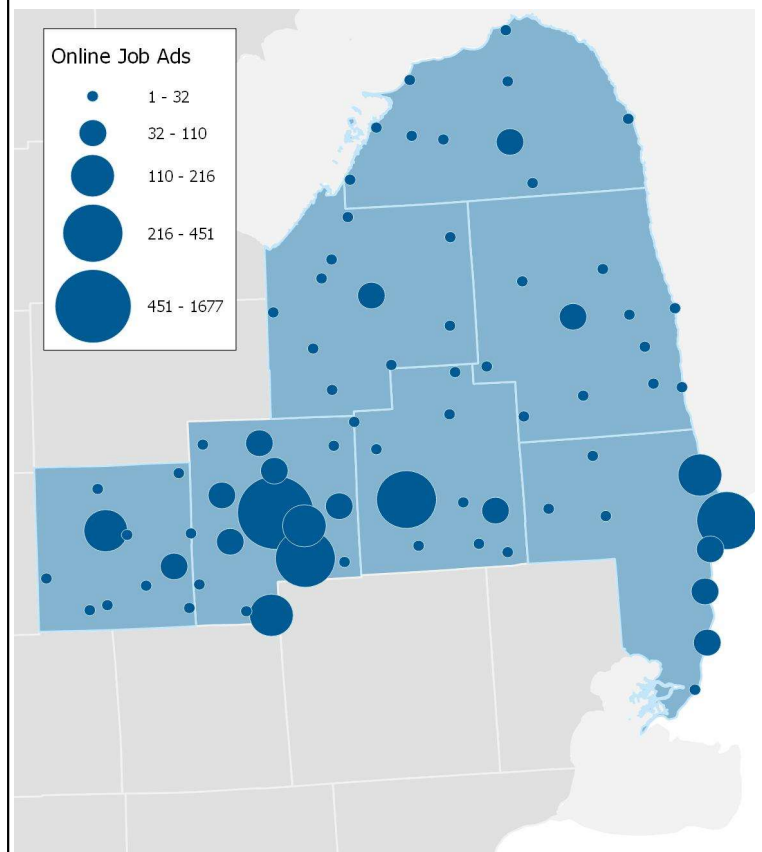 Online Job Ads
1 - 32
32 - 110
110 - 216
216 - 451
451 - 1677